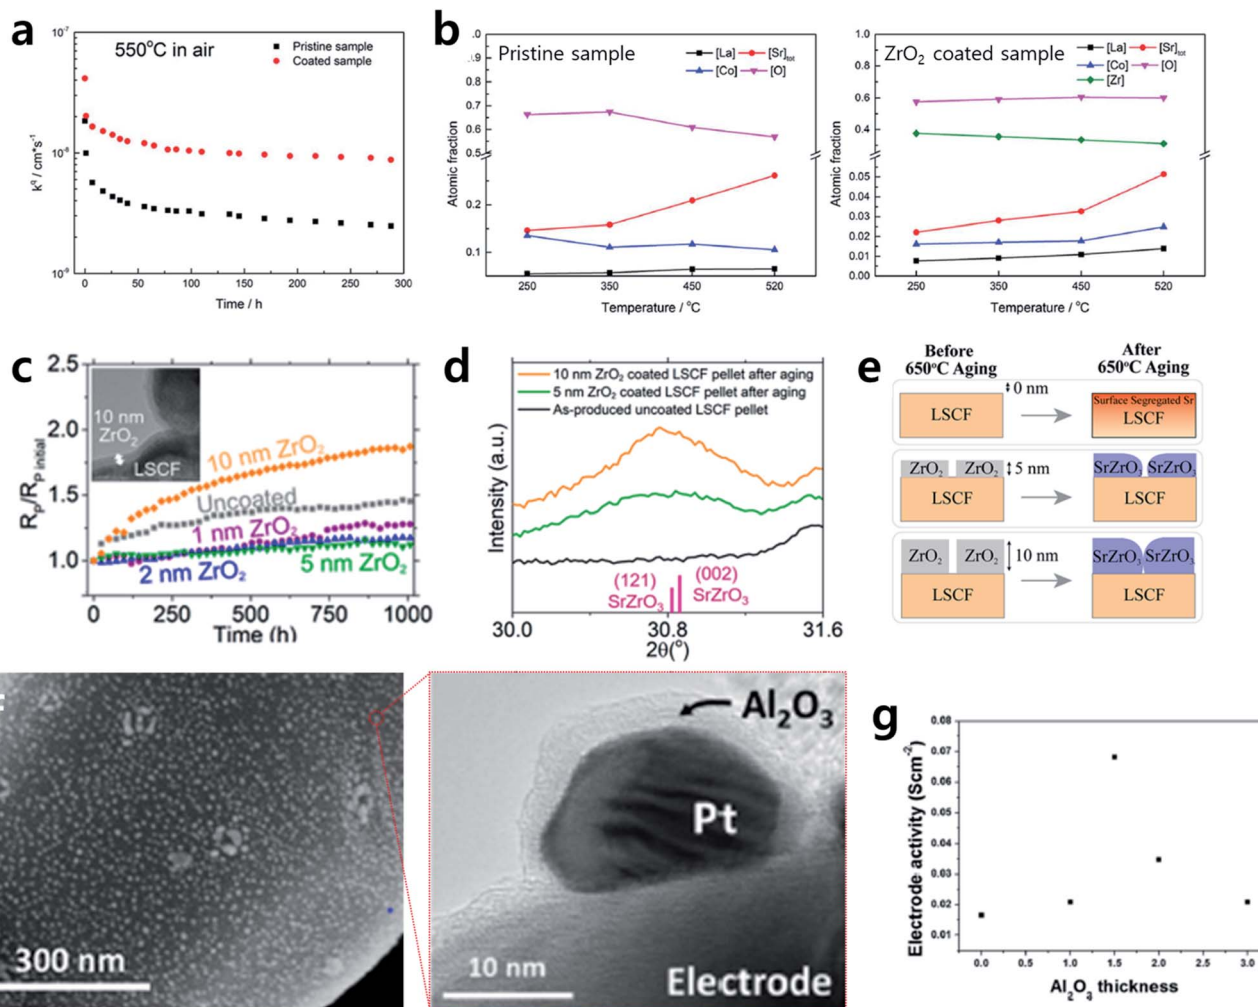 a
550°C in air
Pristine sample
Coated sample
10⁻⁷
10⁻⁸
10⁻⁹
k^q / cm*s⁻¹
0 50 100 150 200 250 300
Time / h
b
Pristine sample
[La] [Sr]tot
[Co] [O]
.0
.0
0.8
0.7
0.6
0.5
0.2
0.1
Atomic fraction
250 350 450 520
Temperature / °C
ZrO₂ coated sample
[La] [Sr]tot
[Co] [O]
[Zr]
1.0
0.8
0.6
0.4
0.05
0.04
0.03
0.02
0.01
0.00
Atomic fraction
250 350 450 520
Temperature / °C
c
2.5
2.0
1.5
1.0
RP/RP initial
10 nm
ZrO₂
LSCF
10 nm ZrO₂
Uncoated
1 nm ZrO₂
2 nm ZrO₂
5 nm ZrO₂
0 250 500 750 1000
Time (h)
d
10 nm ZrO₂ coated LSCF pellet after aging
5 nm ZrO₂ coated LSCF pellet after aging
As-produced uncoated LSCF pellet
Intensity (a.u.)
(121)
SrZrO₃
(002)
SrZrO₃
30.0 30.8 31.6
2θ(°)
e
Before
650°C Aging
After
650°C Aging
LSCF
0 nm
Surface Segregated Sr
LSCF
ZrO₂ ZrO₂
5 nm
LSCF
SrZrO₃ SrZrO₃
LSCF
ZrO₂ ZrO₂
10 nm
LSCF
SrZrO₃ SrZrO₃
LSCF
300 nm
Al₂O₃
Pt
10 nm
Electrode
g
0.08
0.07
0.06
0.05
0.04
0.03
0.02
0.01
Electrode activity (Scm⁻²)
0.0 0.5 1.0 1.5 2.0 2.5 3.0
Al₂O₃ thickness